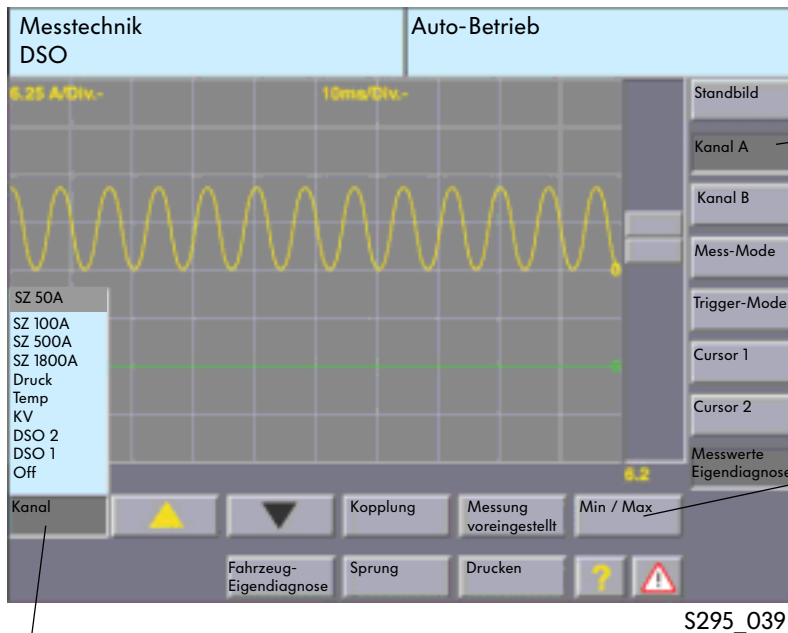 Messtechnik
DSO
Auto-Betrieb
6.25 A/Div.-
10ms/Div.-
Standbild
Kanal A
Kanal B
Mess-Mode
Trigger-Mode
Cursor 1
Cursor 2
Messwerte
Eigendiagnose
0
0
SZ 50A
SZ 100A
SZ 500A
SZ 1800A
Druck
Temp
KV
DSO 2
DSO 1
Off
6.2
Kanal
Kopplung
Messung
voreingestellt
Min / Max
Fahrzeug-
Eigendiagnose
Sprung
Drucken
?
S295_039